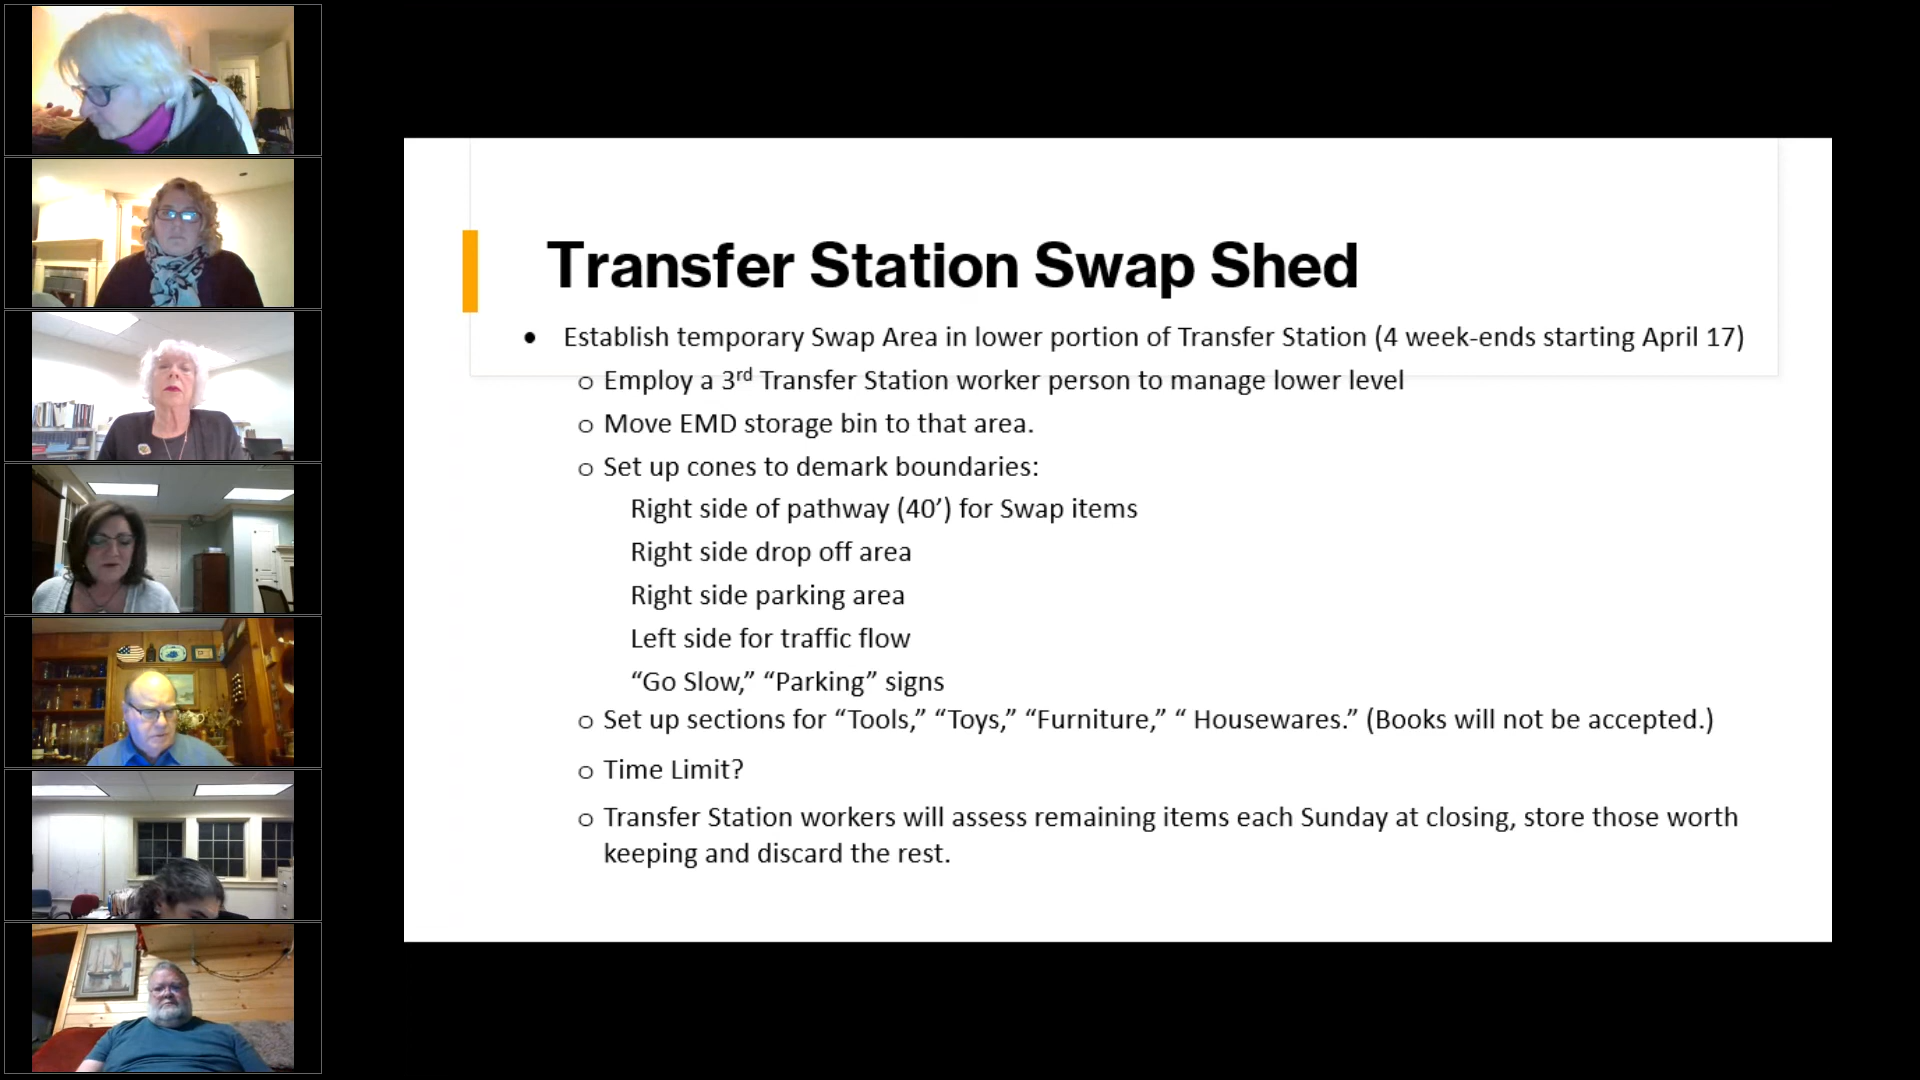 Transfer Station Swap Shed
● Establish temporary Swap Area in lower portion of Transfer Station (4 week-ends starting April 17)
o Employ a 3rd Transfer Station worker person to manage lower level
o Move EMD storage bin to that area.
o Set up cones to demark boundaries:
Right side of pathway (40’) for Swap items
Right side drop off area
Right side parking area
Left side for traffic flow
“Go Slow,” “Parking” signs
o Set up sections for “Tools,” “Toys,” “Furniture,” “ Housewares.” (Books will not be accepted.)
o Time Limit?
o Transfer Station workers will assess remaining items each Sunday at closing, store those worth
keeping and discard the rest.